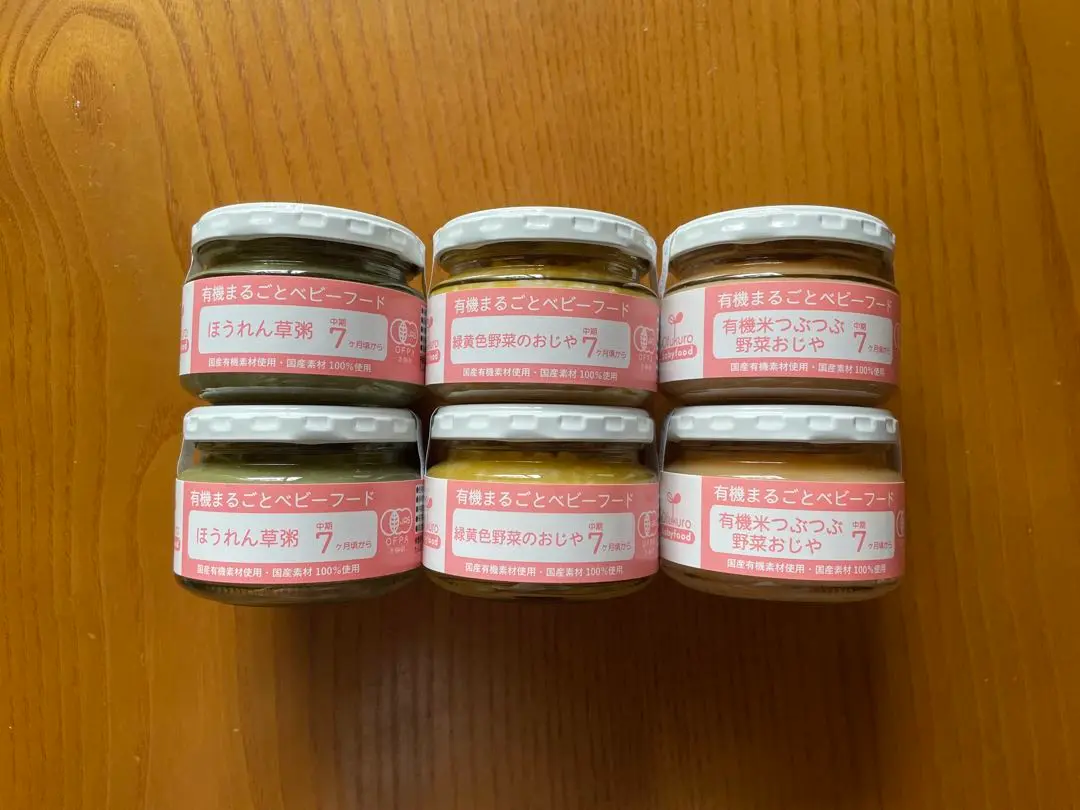 有機まるごとベビーフード
ほうれん草粥
中期
7
ヶ月頃から
OFPA
国産有機素材使用・国産素材100%使用
有機まるごとベビーフード
緑黄色野菜のおじや
中期
7
ヶ月頃から
OFPA
国産有機素材使用・国産素材100%使用
Ofukuro
babyfood
有機まるごとベビーフード
有機米つぶつぶ
野菜おじや
中期
7
ヶ月頃から
国産有機素材使用・国産素材100%使用
有機まるごとベビーフード
ほうれん草粥
中期
7
ヶ月頃から
JAS
OFPA
国産有機素材使用・国産素材100%使用
有機まるごとベビーフード
緑黄色野菜のおじや
中期
7
ヶ月頃から
OFPA
国産有機素材使用・国産素材100%使用
babyfood
有機まるごとベビーフード
有機米つぶつぶ
野菜おじや
中期
7
ヶ月頃から
国産有機素材使用・国産素材100%使用